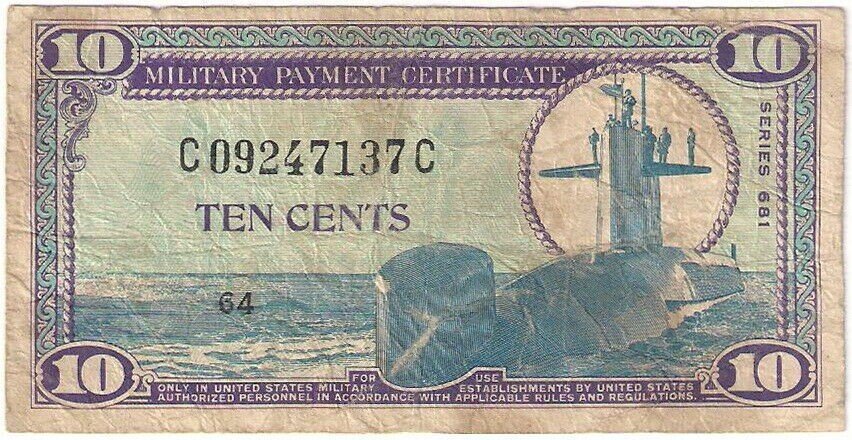 10 10
MILITARY PAYMENT CERTIFICATE
SERIES 681
C09247137C
TEN CENTS
64
10 10
FOR USE
ONLY IN UNITED STATES MILITARY ESTABLISHMENTS BY UNITED STATES
AUTHORIZED PERSONNEL IN ACCORDANCE WITH APPLICABLE RULES AND REGULATIONS.